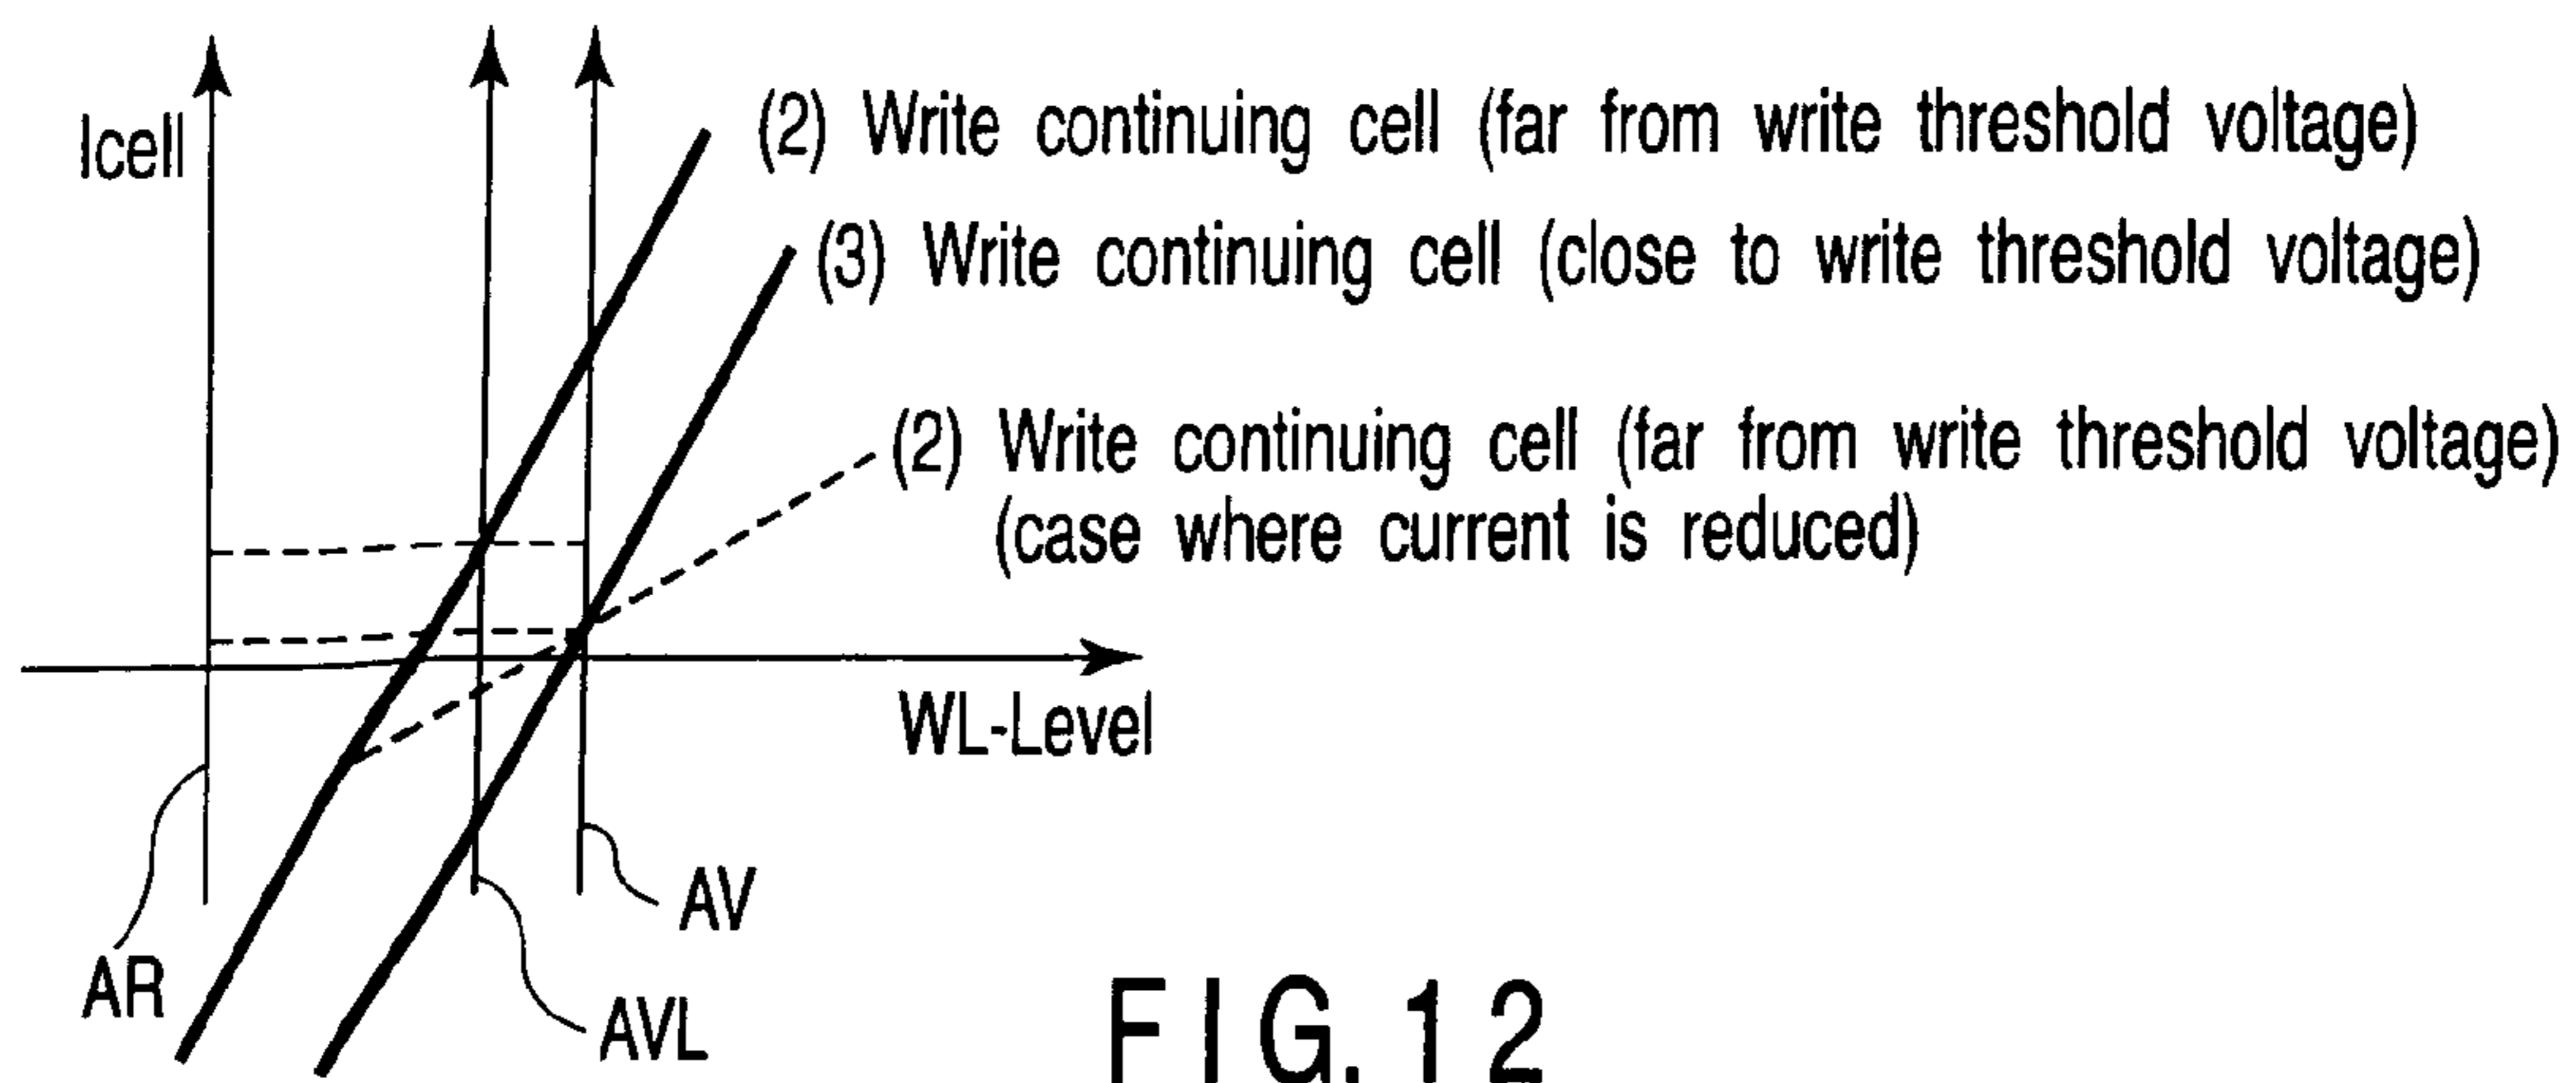 Icell
(2) Write continuing cell (far from write threshold voltage)
(3) Write continuing cell (close to write threshold voltage)
(2) Write continuing cell (far from write threshold voltage)
(case where current is reduced)
WL-Level
AV
AR
AVL
FIG. 12